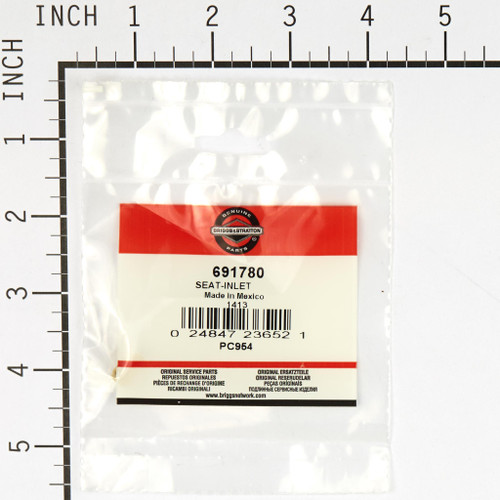 INCH 1 2 3 4 5
INCH
1
2
3
4
5
GENUINE
BRIGGS & STRATTON
PARTS
®
691780
SEAT-INLET
Made in Mexico
1413
0 24847 23652 1
PC954
ORIGINAL SERVICE PARTS ORIGINAL ERSATZTEILE
REPUESTOS ORIGINALES ORIGINAL RESERUDELAR
PIÈCES DE RECHANGE D'ORIGINE PEÇAS ORIGINAIS
RICAMBI ORIGINALI ПОДЛИННЫЕ СЕРВИСНЫЕ ИЗДЕЛИЯ
www.briggsnetwork.com